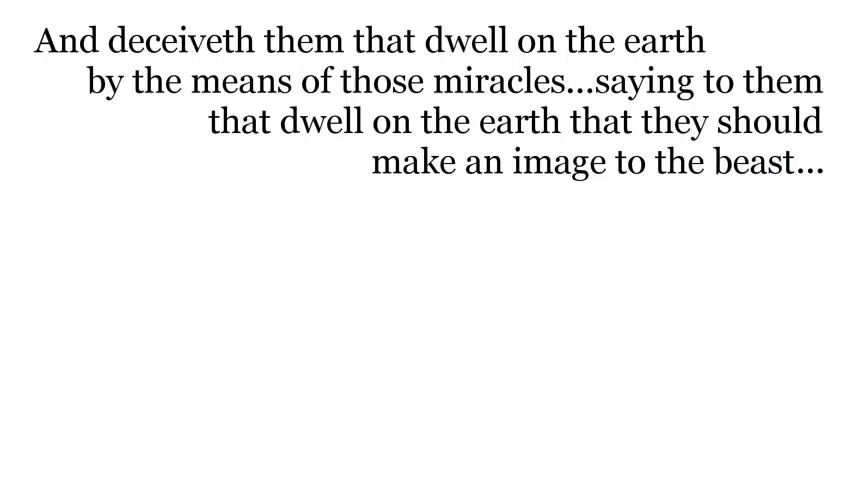 And deceiveth them that dwell on the earth
by the means of those miracles...saying to them
that dwell on the earth that they should
make an image to the beast...